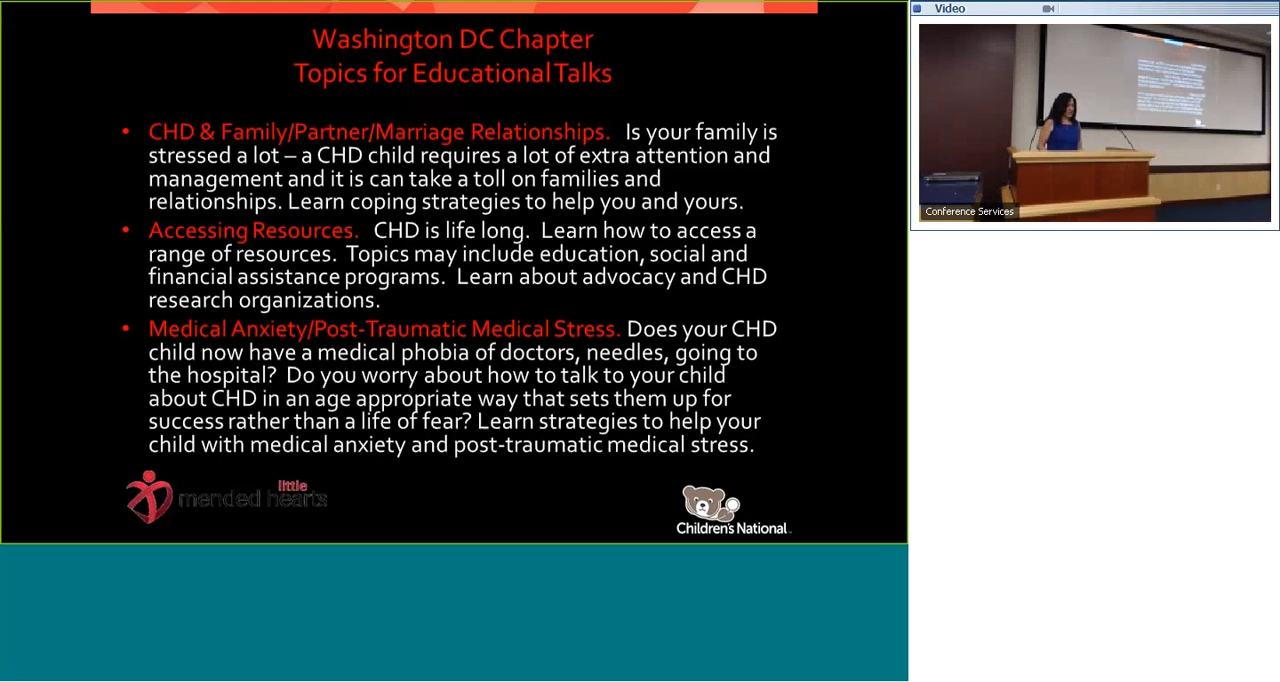 Washington DC Chapter
Topics for Educational Talks
• CHD & Family/Partner/Marriage Relationships. Is your family is
stressed a lot – a CHD child requires a lot of extra attention and
management and it is can take a toll on families and
relationships. Learn coping strategies to help you and yours.
• Accessing Resources. CHD is life long. Learn how to access a
range of resources. Topics may include education, social and
financial assistance programs. Learn about advocacy and CHD
research organizations.
• Medical Anxiety/Post-Traumatic Medical Stress. Does your CHD
child now have a medical phobia of doctors, needles, going to
the hospital? Do you worry about how to talk to your child
about CHD in an age appropriate way that sets them up for
success rather than a life of fear? Learn strategies to help your
child with medical anxiety and post-traumatic medical stress.
little
mended hearts
Children's National
Video
Conference Services